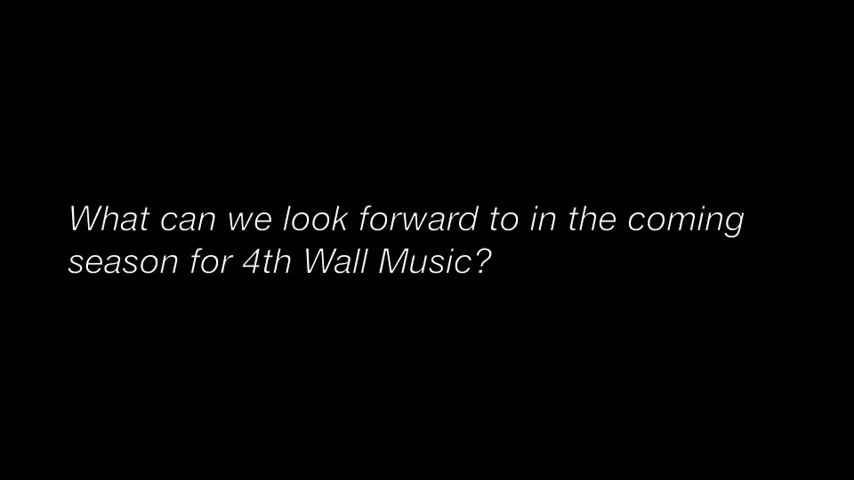 What can we look forward to in the coming
season for 4th Wall Music?